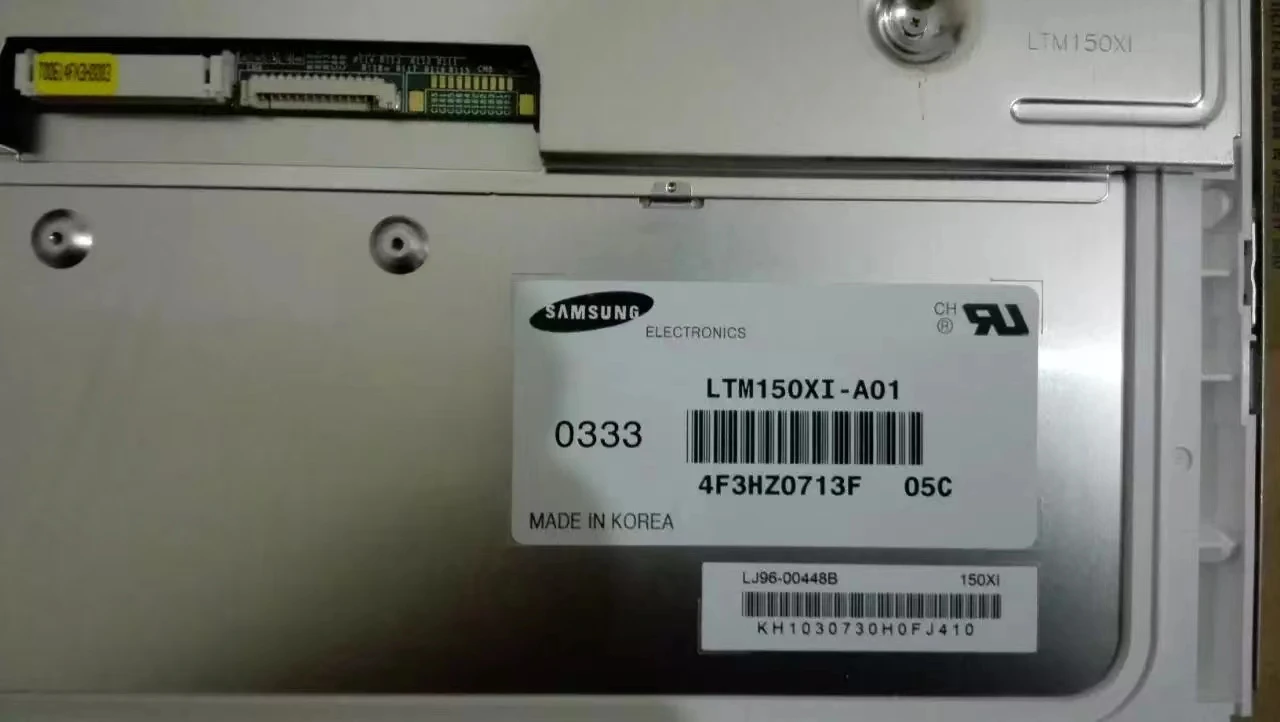 LTM150XI
SAMSUNG
ELECTRONICS
CH
®
LTM150XI-A01
0333
4F3HZ0713F 05C
MADE IN KOREA
LJ96-00448B 150XI
KH1030730H0FJ410